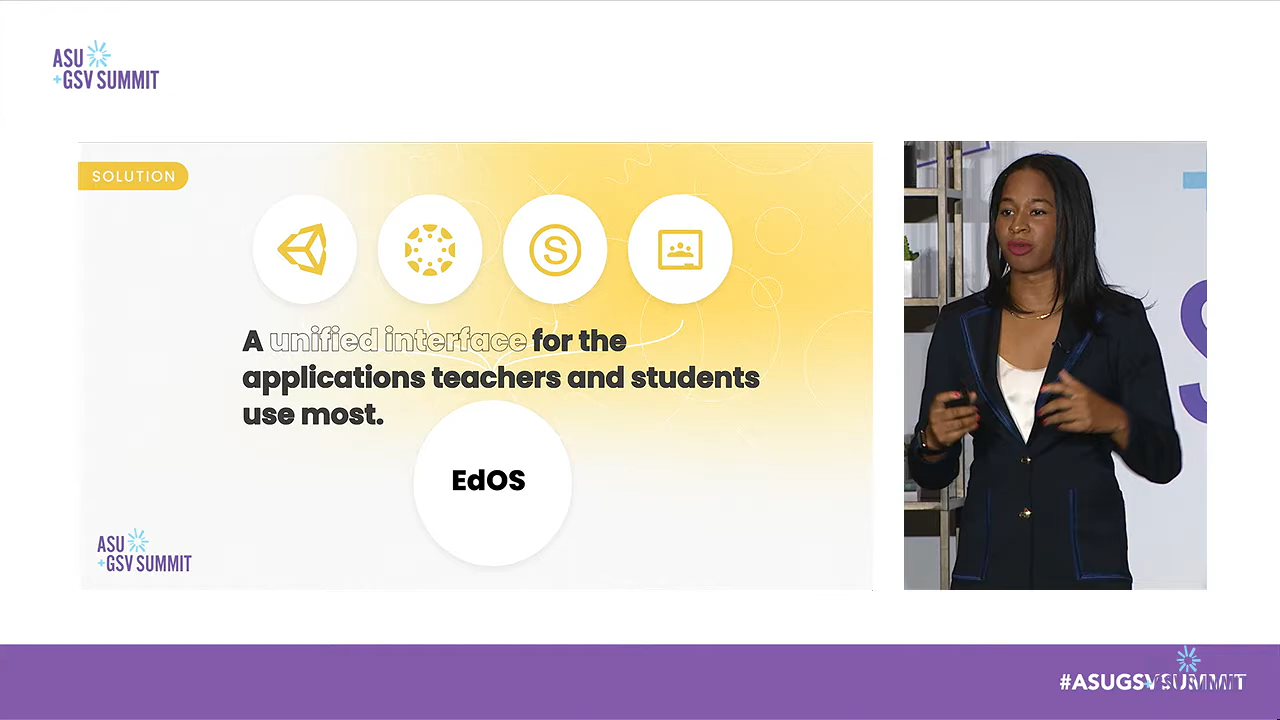 ASU
+GSV SUMMIT
SOLUTION
S
A unified interface for the
applications teachers and students
use most.
EdOS
ASU
+GSV SUMMIT
S
#ASUGSVSUMMIT